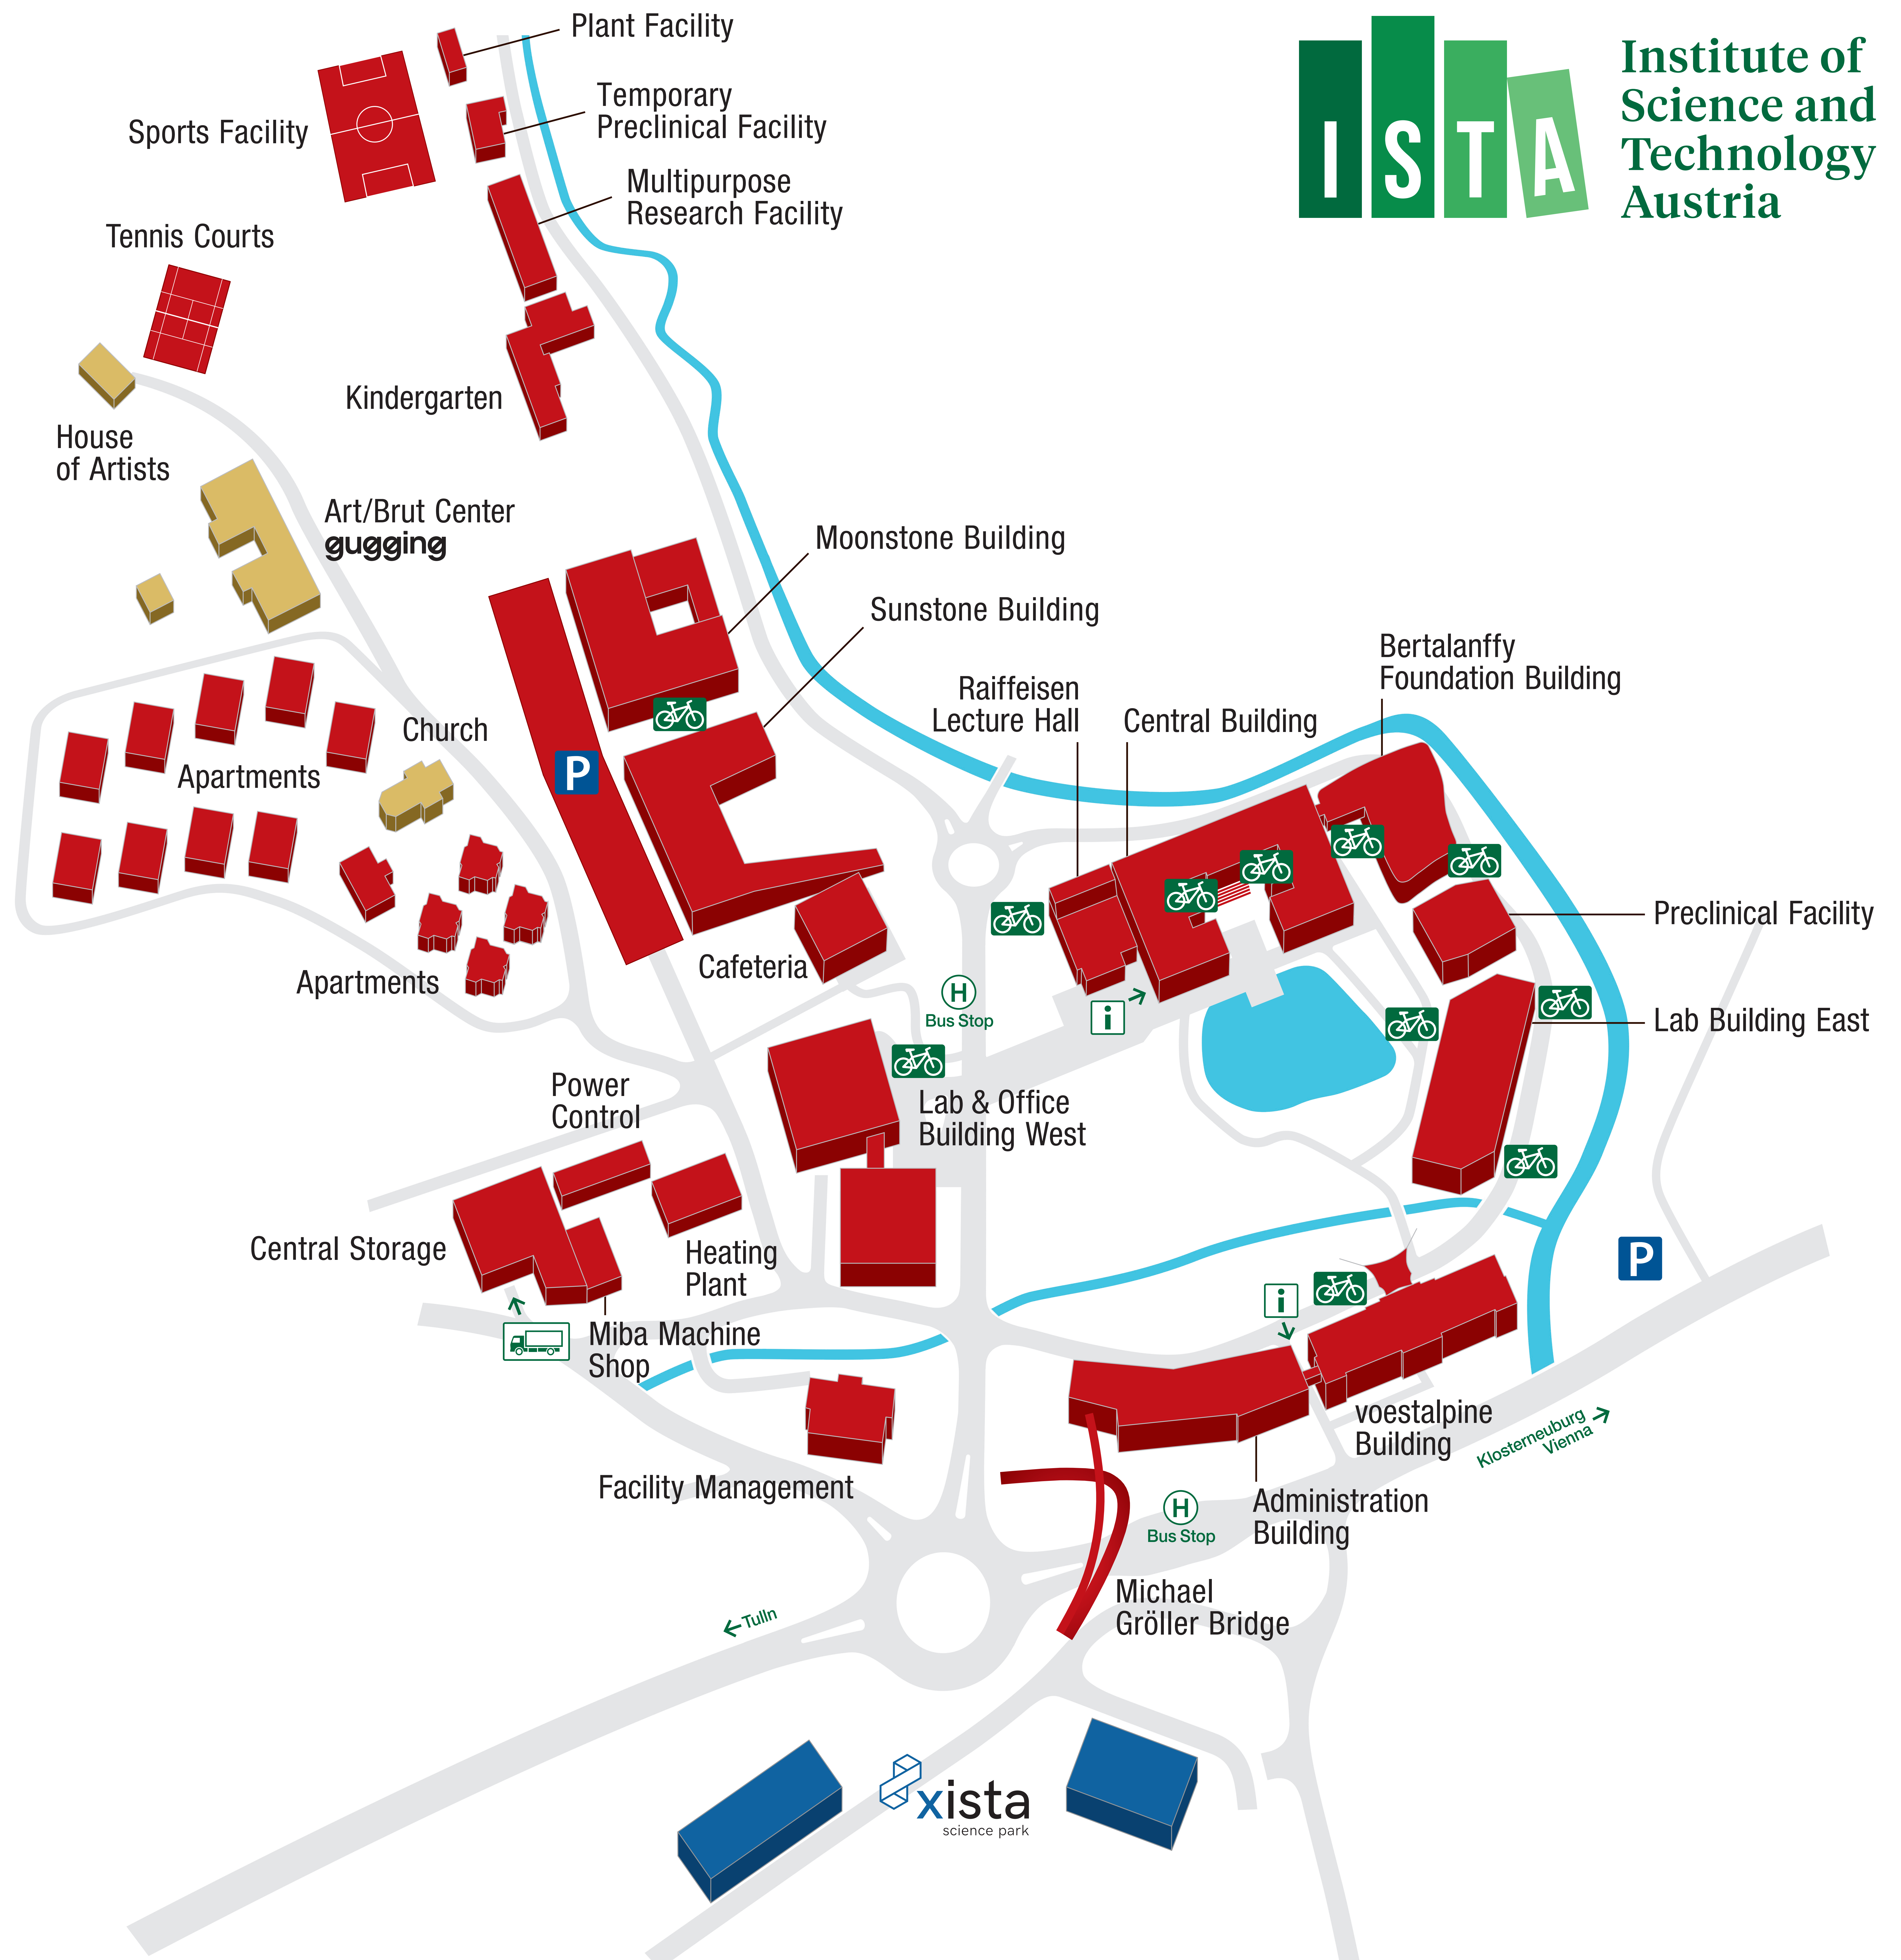 Plant Facility
Temporary
Preclinical Facility
Sports Facility
Multipurpose
Research Facility
Tennis Courts
Kindergarten
House
of Artists
Art/Brut Center
gugging
ISTA
Institute of
Science and
Technology
Austria
Moonstone Building
Sunstone Building
Bertalanffy
Foundation Building
Raiffeisen
Lecture Hall
Central Building
Church
Apartments
P
Preclinical Facility
Cafeteria
Apartments
H
Bus Stop
i
Lab Building East
Power
Control
Lab & Office
Building West
Central Storage
Heating
Plant
P
i
Miba Machine
Shop
voestalpine
Building
Klosterneuburg
Vienna
Facility Management
Administration
Building
H
Bus Stop
Michael
Gröller Bridge
Tulln
xista
science park